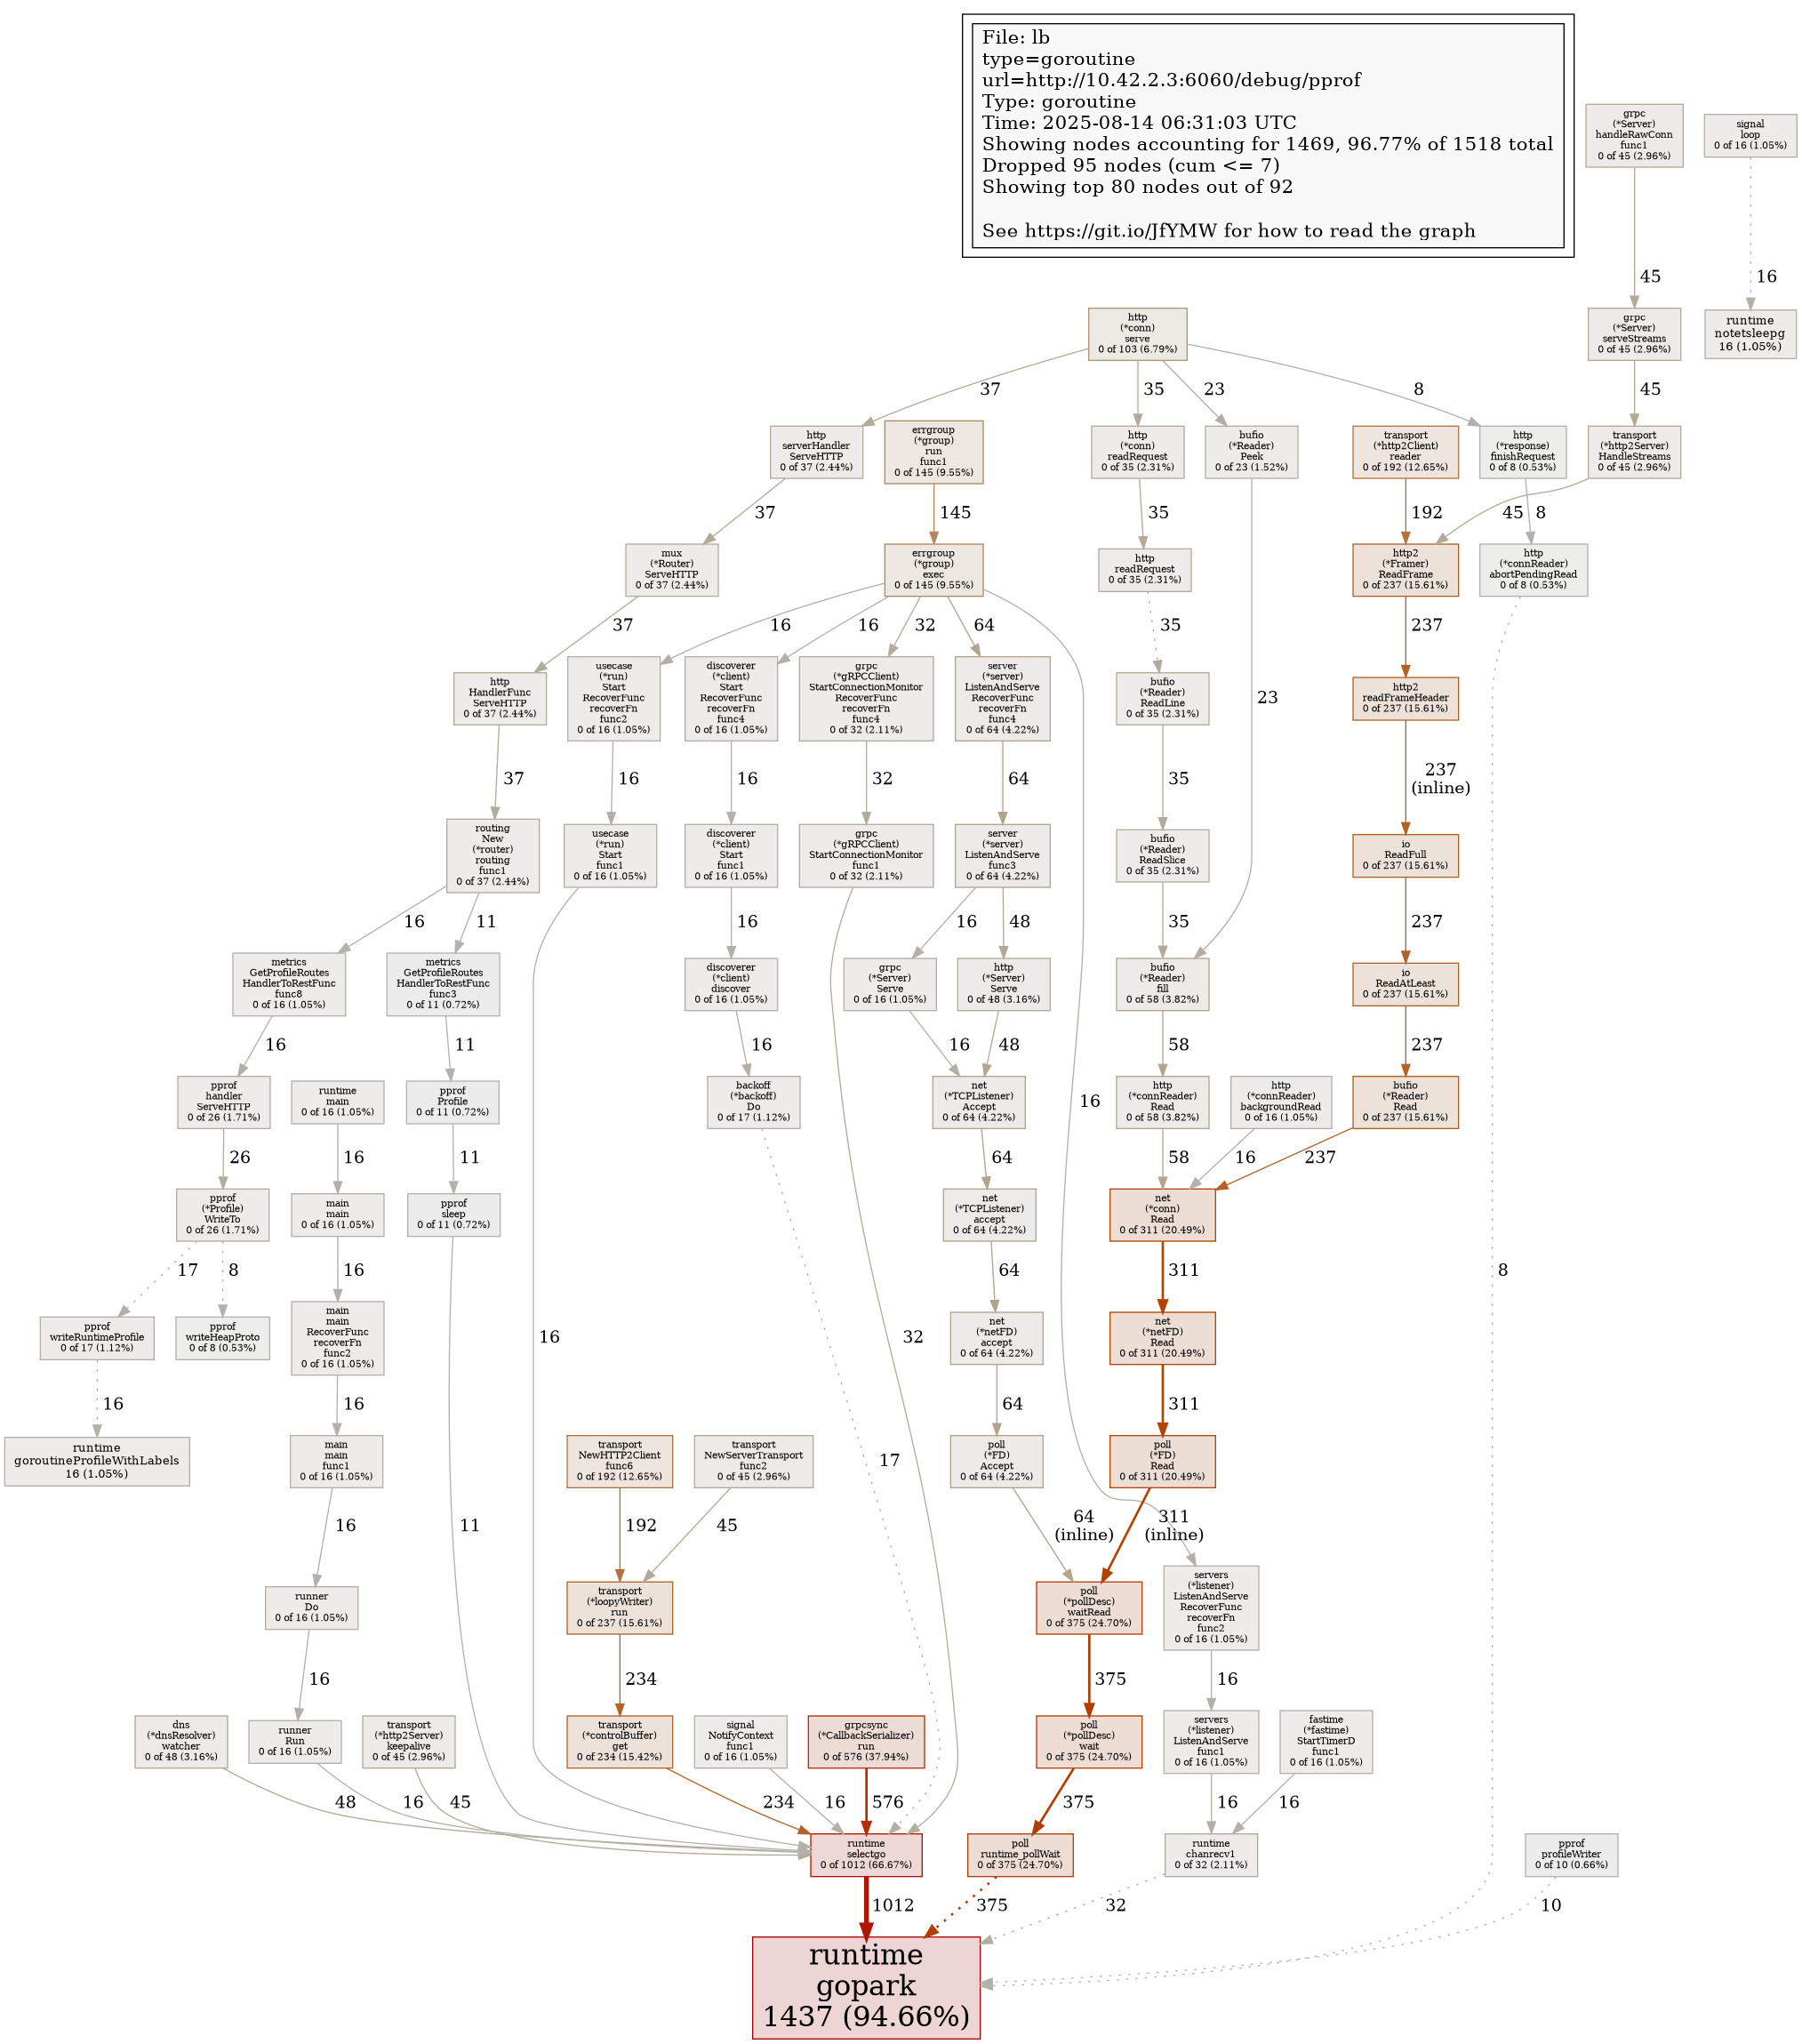 File: lb
type=goroutine
url=http://10.42.2.3:6060/debug/pprof
Type: goroutine
Time: 2025-08-14 06:31:03 UTC
Showing nodes accounting for 1469, 96.77% of 1518 total
Dropped 95 nodes (cum <= 7)
Showing top 80 nodes out of 92
See https://git.io/JfYMW for how to read the graph
grpc
(*Server)
handleRawConn
func1
0 of 45 (2.96%)
signal
loop
0 of 16 (1.05%)
45
16
http
(*conn)
serve
0 of 103 (6.79%)
grpc
(*Server)
serveStreams
0 of 45 (2.96%)
runtime
notetsleepg
16 (1.05%)
37
35
23
8
45
http
serverHandler
ServeHTTP
0 of 37 (2.44%)
errgroup
(*group)
run
func1
0 of 145 (9.55%)
http
(*conn)
readRequest
0 of 35 (2.31%)
bufio
(*Reader)
Peek
0 of 23 (1.52%)
transport
(*http2Client)
reader
0 of 192 (12.65%)
http
(*response)
finishRequest
0 of 8 (0.53%)
transport
(*http2Server)
HandleStreams
0 of 45 (2.96%)
37
145
35
192
8
45
mux
(*Router)
ServeHTTP
0 of 37 (2.44%)
errgroup
(*group)
exec
0 of 145 (9.55%)
http
readRequest
0 of 35 (2.31%)
http2
(*Framer)
ReadFrame
0 of 237 (15.61%)
http
(*connReader)
abortPendingRead
0 of 8 (0.53%)
37
16
16
32
64
35
237
http
HandlerFunc
ServeHTTP
0 of 37 (2.44%)
usecase
(*run)
Start
RecoverFunc
recoverFn
func2
0 of 16 (1.05%)
discoverer
(*client)
Start
RecoverFunc
recoverFn
func4
0 of 16 (1.05%)
grpc
(*gRPCClient)
StartConnectionMonitor
RecoverFunc
recoverFn
func4
0 of 32 (2.11%)
server
(*server)
ListenAndServe
RecoverFunc
recoverFn
func4
0 of 64 (4.22%)
bufio
(*Reader)
ReadLine
0 of 35 (2.31%)
23
http2
readFrameHeader
0 of 237 (15.61%)
37
16
16
32
64
35
237
(inline)
routing
New
(*router)
routing
func1
0 of 37 (2.44%)
usecase
(*run)
Start
func1
0 of 16 (1.05%)
discoverer
(*client)
Start
func1
0 of 16 (1.05%)
grpc
(*gRPCClient)
StartConnectionMonitor
func1
0 of 32 (2.11%)
server
(*server)
ListenAndServe
func3
0 of 64 (4.22%)
bufio
(*Reader)
ReadSlice
0 of 35 (2.31%)
io
ReadFull
0 of 237 (15.61%)
16
11
16
16
48
35
237
metrics
GetProfileRoutes
HandlerToRestFunc
func8
0 of 16 (1.05%)
metrics
GetProfileRoutes
HandlerToRestFunc
func3
0 of 11 (0.72%)
discoverer
(*client)
discover
0 of 16 (1.05%)
grpc
(*Server)
Serve
0 of 16 (1.05%)
http
(*Server)
Serve
0 of 48 (3.16%)
bufio
(*Reader)
fill
0 of 58 (3.82%)
io
ReadAtLeast
0 of 237 (15.61%)
16
11
16
16
48
58
237
pprof
handler
ServeHTTP
0 of 26 (1.71%)
runtime
main
0 of 16 (1.05%)
pprof
Profile
0 of 11 (0.72%)
backoff
(*backoff)
Do
0 of 17 (1.12%)
net
(*TCPListener)
Accept
0 of 64 (4.22%)
16
http
(*connReader)
Read
0 of 58 (3.82%)
http
(*connReader)
backgroundRead
0 of 16 (1.05%)
bufio
(*Reader)
Read
0 of 237 (15.61%)
26
16
11
64
58
16
237
pprof
(*Profile)
WriteTo
0 of 26 (1.71%)
main
main
0 of 16 (1.05%)
pprof
sleep
0 of 11 (0.72%)
net
(*TCPListener)
accept
0 of 64 (4.22%)
net
(*conn)
Read
0 of 311 (20.49%)
17
8
16
64
311
8
pprof
writeRuntimeProfile
0 of 17 (1.12%)
pprof
writeHeapProto
0 of 8 (0.53%)
main
main
RecoverFunc
recoverFn
func2
0 of 16 (1.05%)
16
32
net
(*netFD)
accept
0 of 64 (4.22%)
net
(*netFD)
Read
0 of 311 (20.49%)
16
16
64
311
runtime
goroutineProfileWithLabels
16 (1.05%)
main
main
func1
0 of 16 (1.05%)
transport
NewHTTP2Client
func6
0 of 192 (12.65%)
transport
NewServerTransport
func2
0 of 45 (2.96%)
17
poll
(*FD)
Accept
0 of 64 (4.22%)
poll
(*FD)
Read
0 of 311 (20.49%)
16
11
192
45
64
(inline)
311
(inline)
runner
Do
0 of 16 (1.05%)
transport
(*loopyWriter)
run
0 of 237 (15.61%)
poll
(*pollDesc)
waitRead
0 of 375 (24.70%)
servers
(*listener)
ListenAndServe
RecoverFunc
recoverFn
func2
0 of 16 (1.05%)
16
234
375
16
dns
(*dnsResolver)
watcher
0 of 48 (3.16%)
runner
Run
0 of 16 (1.05%)
transport
(*http2Server)
keepalive
0 of 45 (2.96%)
transport
(*controlBuffer)
get
0 of 234 (15.42%)
signal
NotifyContext
func1
0 of 16 (1.05%)
grpcsync
(*CallbackSerializer)
run
0 of 576 (37.94%)
poll
(*pollDesc)
wait
0 of 375 (24.70%)
servers
(*listener)
ListenAndServe
func1
0 of 16 (1.05%)
fastime
(*fastime)
StartTimerD
func1
0 of 16 (1.05%)
48
16
45
234
16
576
375
16
16
runtime
selectgo
0 of 1012 (66.67%)
poll
runtime_pollWait
0 of 375 (24.70%)
runtime
chanrecv1
0 of 32 (2.11%)
pprof
profileWriter
0 of 10 (0.66%)
1012
375
32
10
runtime
gopark
1437 (94.66%)